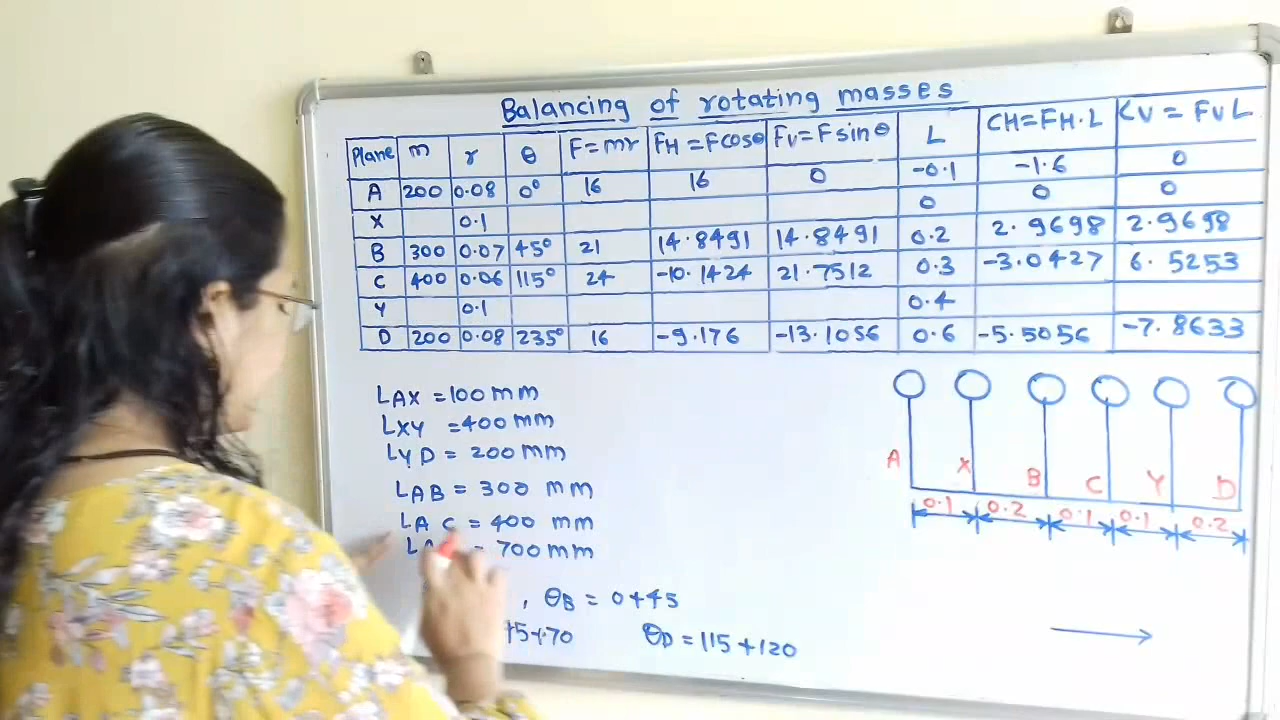 Balancing of rotating masses
Plane m r θ F=mr FH=Fcosθ FV=Fsinθ L CH=FH.L CV=FVL
A 200 0.08 0° 16 16 0 -0.1 -1.6 0
X 0.1 0 0 0
B 300 0.07 45° 21 14.8491 14.8491 0.2 2.9698 2.9698
C 400 0.06 115° 24 -10.1424 21.7512 0.3 -3.0427 6.5253
Y 0.1 0.4
D 200 0.08 235° 16 -9.176 -13.1056 0.6 -5.5056 -7.8633
LAX = 100 mm
LXY = 400 mm
LYD = 200 mm
LAB = 300 mm
LAC = 400 mm
= 700 mm
, θB = 0+45
+70 θD = 115+120
A X B C Y D
0.1 0.2 0.1 0.1 0.2